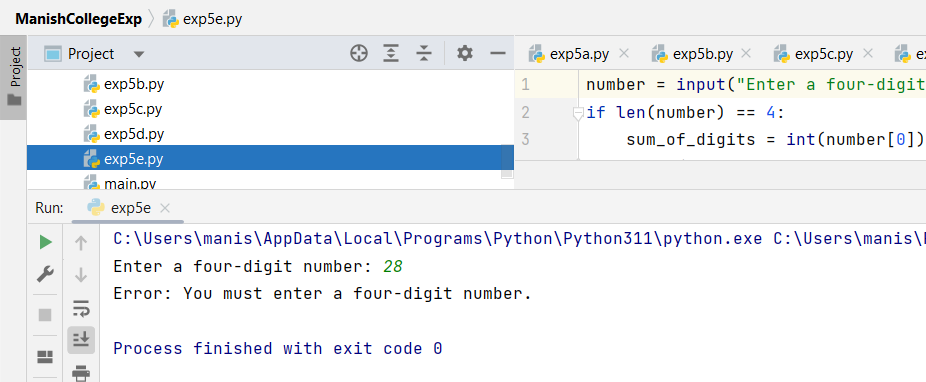 ManishCollegeExp exp5e.py
Project
Project
exp5a.py exp5b.py exp5c.py
exp5b.py
exp5c.py
exp5d.py
exp5e.py
main.py
1 number = input("Enter a four-digit
2 if len(number) == 4:
3 sum_of_digits = int(number[0])
Run: exp5e
C:\Users\manis\AppData\Local\Programs\Python\Python311\python.exe C:\Users\manis\
Enter a four-digit number: 28
Error: You must enter a four-digit number.
Process finished with exit code 0